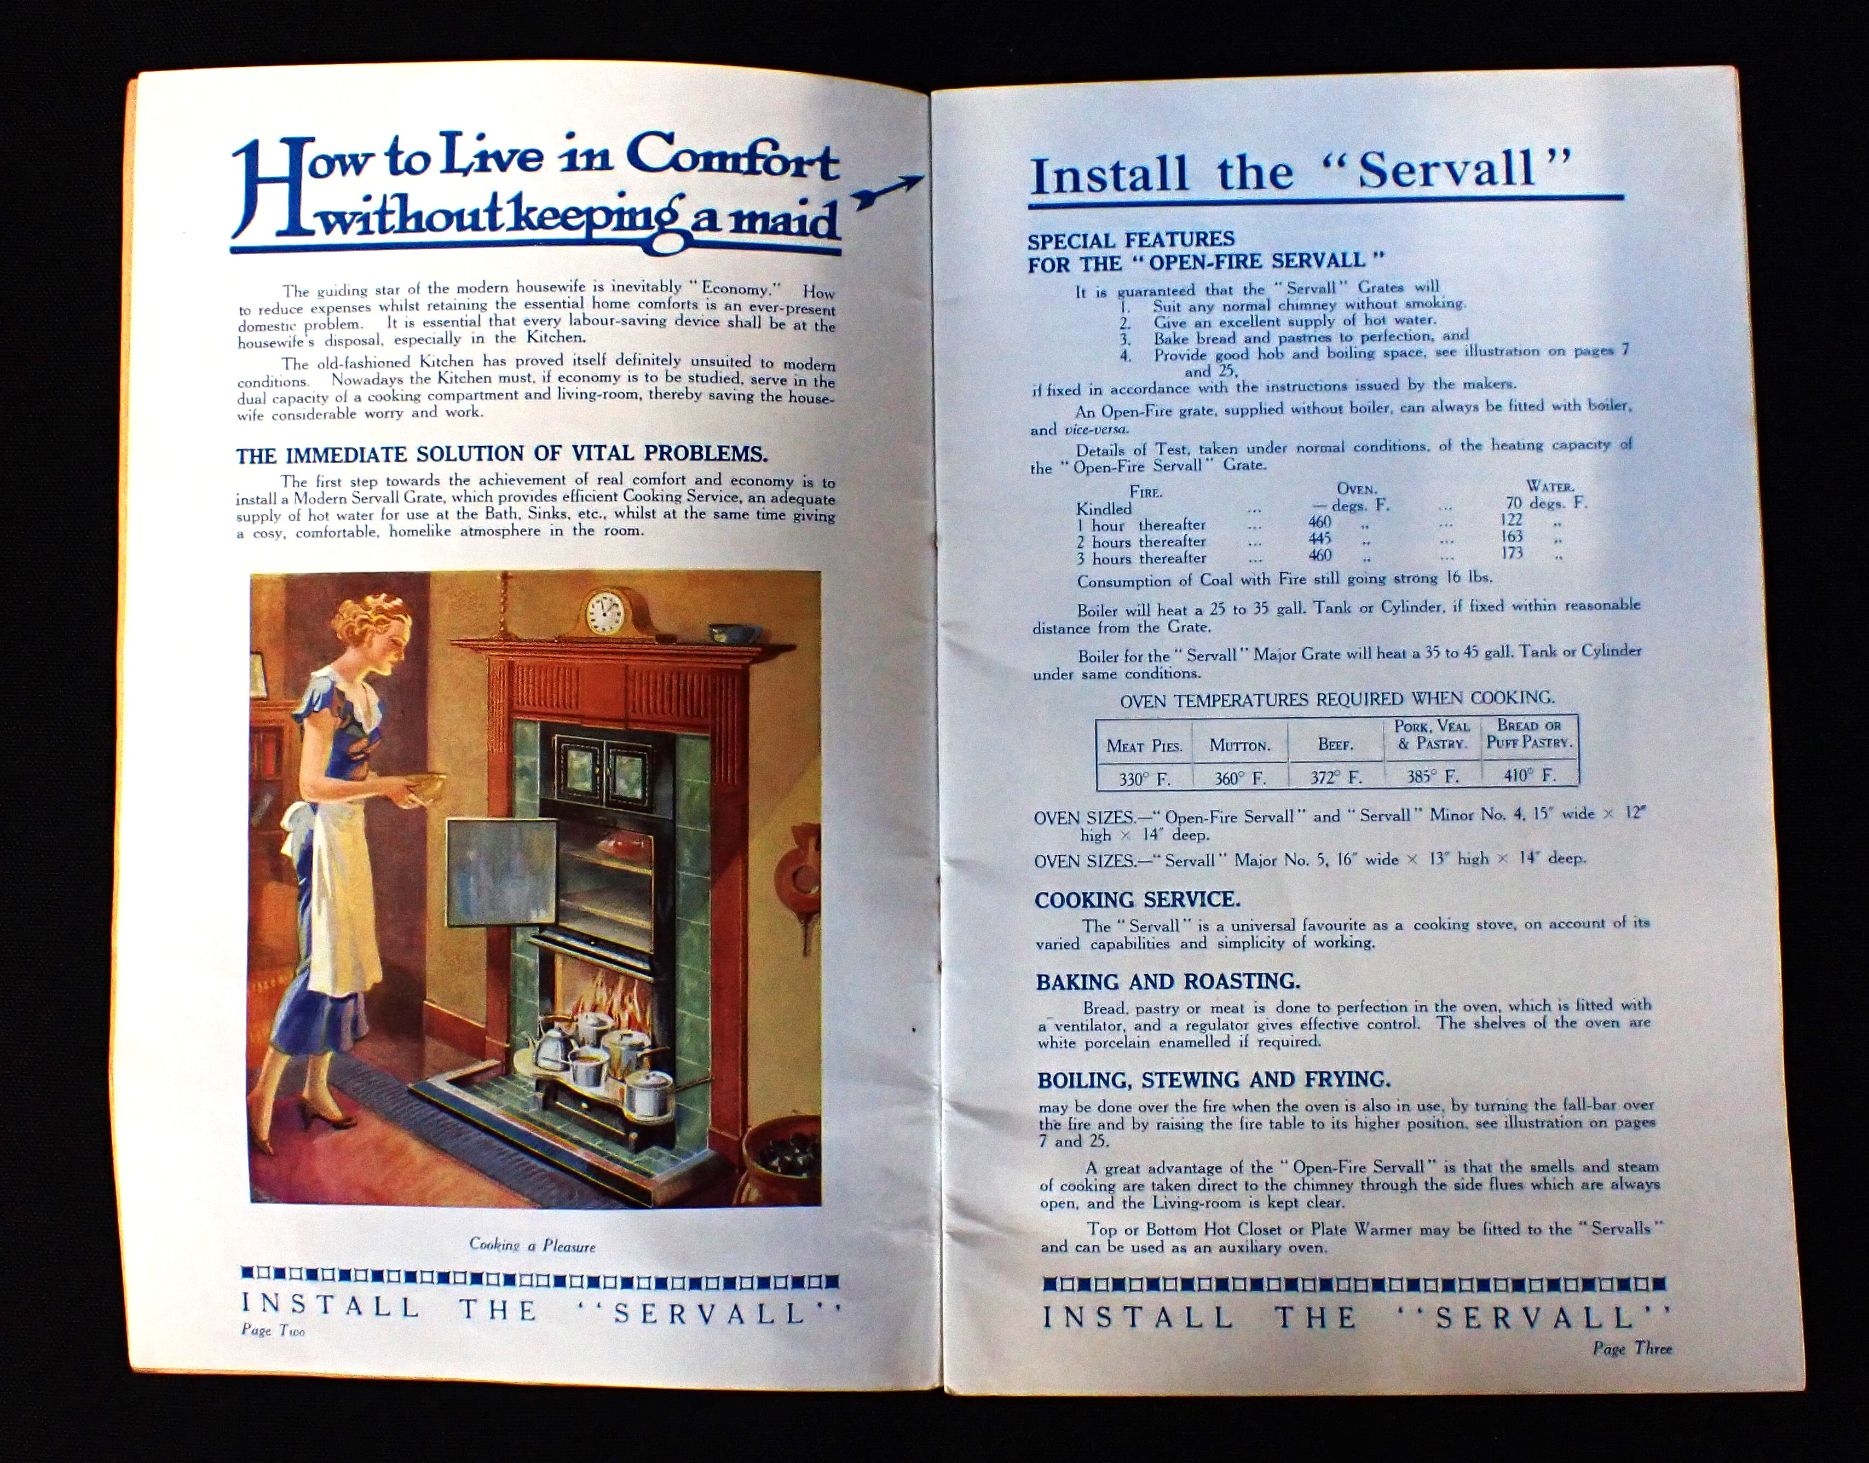 How to Live in Comfort
without keeping a maid
The guiding star of the modern housewife is inevitably "Economy." How
to reduce expenses whilst retaining the essential home comforts is an ever-present
domestic problem. It is essential that every labour-saving device shall be at the
housewife's disposal, especially in the Kitchen.
The old-fashioned Kitchen has proved itself definitely unsuited to modern
conditions. Nowadays the Kitchen must, if economy is to be studied, serve in the
dual capacity of a cooking compartment and living-room, thereby saving the house-
wife considerable worry and work.
THE IMMEDIATE SOLUTION OF VITAL PROBLEMS.
The first step towards the achievement of real comfort and economy is to
install a Modern Servall Grate, which provides efficient Cooking Service, an adequate
supply of hot water for use at the Bath, Sinks, etc., whilst at the same time giving
a cosy, comfortable, homelike atmosphere in the room.
Cooking a Pleasure
INSTALL THE "SERVALL"
Page Two
Install the "Servall"
SPECIAL FEATURES
FOR THE "OPEN-FIRE SERVALL"
It is guaranteed that the "Servall" Grates will
1. Suit any normal chimney without smoking.
2. Give an excellent supply of hot water.
3. Bake bread and pastries to perfection, and
4. Provide good hob and boiling space, see illustration on pages 7
and 25,
if fixed in accordance with the instructions issued by the makers.
An Open-Fire grate, supplied without boiler, can always be fitted with boiler,
and vice-versa.
Details of Test, taken under normal conditions, of the heating capacity of
the "Open-Fire Servall" Grate.
FIRE. OVEN. WATER.
Kindled ... — degs. F. ... 70 degs. F.
1 hour thereafter ... 460 ,, ... 122 ,,
2 hours thereafter ... 445 ,, ... 163 ,,
3 hours thereafter ... 460 ,, ... 173 ,,
Consumption of Coal with Fire still going strong 16 lbs.
Boiler will heat a 25 to 35 gall. Tank or Cylinder, if fixed within reasonable
distance from the Grate.
Boiler for the "Servall" Major Grate will heat a 35 to 45 gall. Tank or Cylinder
under same conditions.
OVEN TEMPERATURES REQUIRED WHEN COOKING.
PORK, VEAL BREAD OR
MEAT PIES. MUTTON. BEEF. & PASTRY. PUFF PASTRY.
330° F. 360° F. 372° F. 385° F. 410° F.
OVEN SIZES.—"Open-Fire Servall" and "Servall" Minor No. 4, 15" wide × 12"
high × 14" deep.
OVEN SIZES.—"Servall" Major No. 5, 16" wide × 13" high × 14" deep.
COOKING SERVICE.
The "Servall" is a universal favourite as a cooking stove, on account of its
varied capabilities and simplicity of working.
BAKING AND ROASTING.
Bread, pastry or meat is done to perfection in the oven, which is fitted with
a ventilator, and a regulator gives effective control. The shelves of the oven are
white porcelain enamelled if required.
BOILING, STEWING AND FRYING.
may be done over the fire when the oven is also in use, by turning the fall-bar over
the fire and by raising the fire table to its higher position, see illustration on pages
7 and 25.
A great advantage of the "Open-Fire Servall" is that the smells and steam
of cooking are taken direct to the chimney through the side flues which are always
open, and the Living-room is kept clear.
Top or Bottom Hot Closet or Plate Warmer may be fitted to the "Servalls"
and can be used as an auxiliary oven.
INSTALL THE "SERVALL"
Page Three